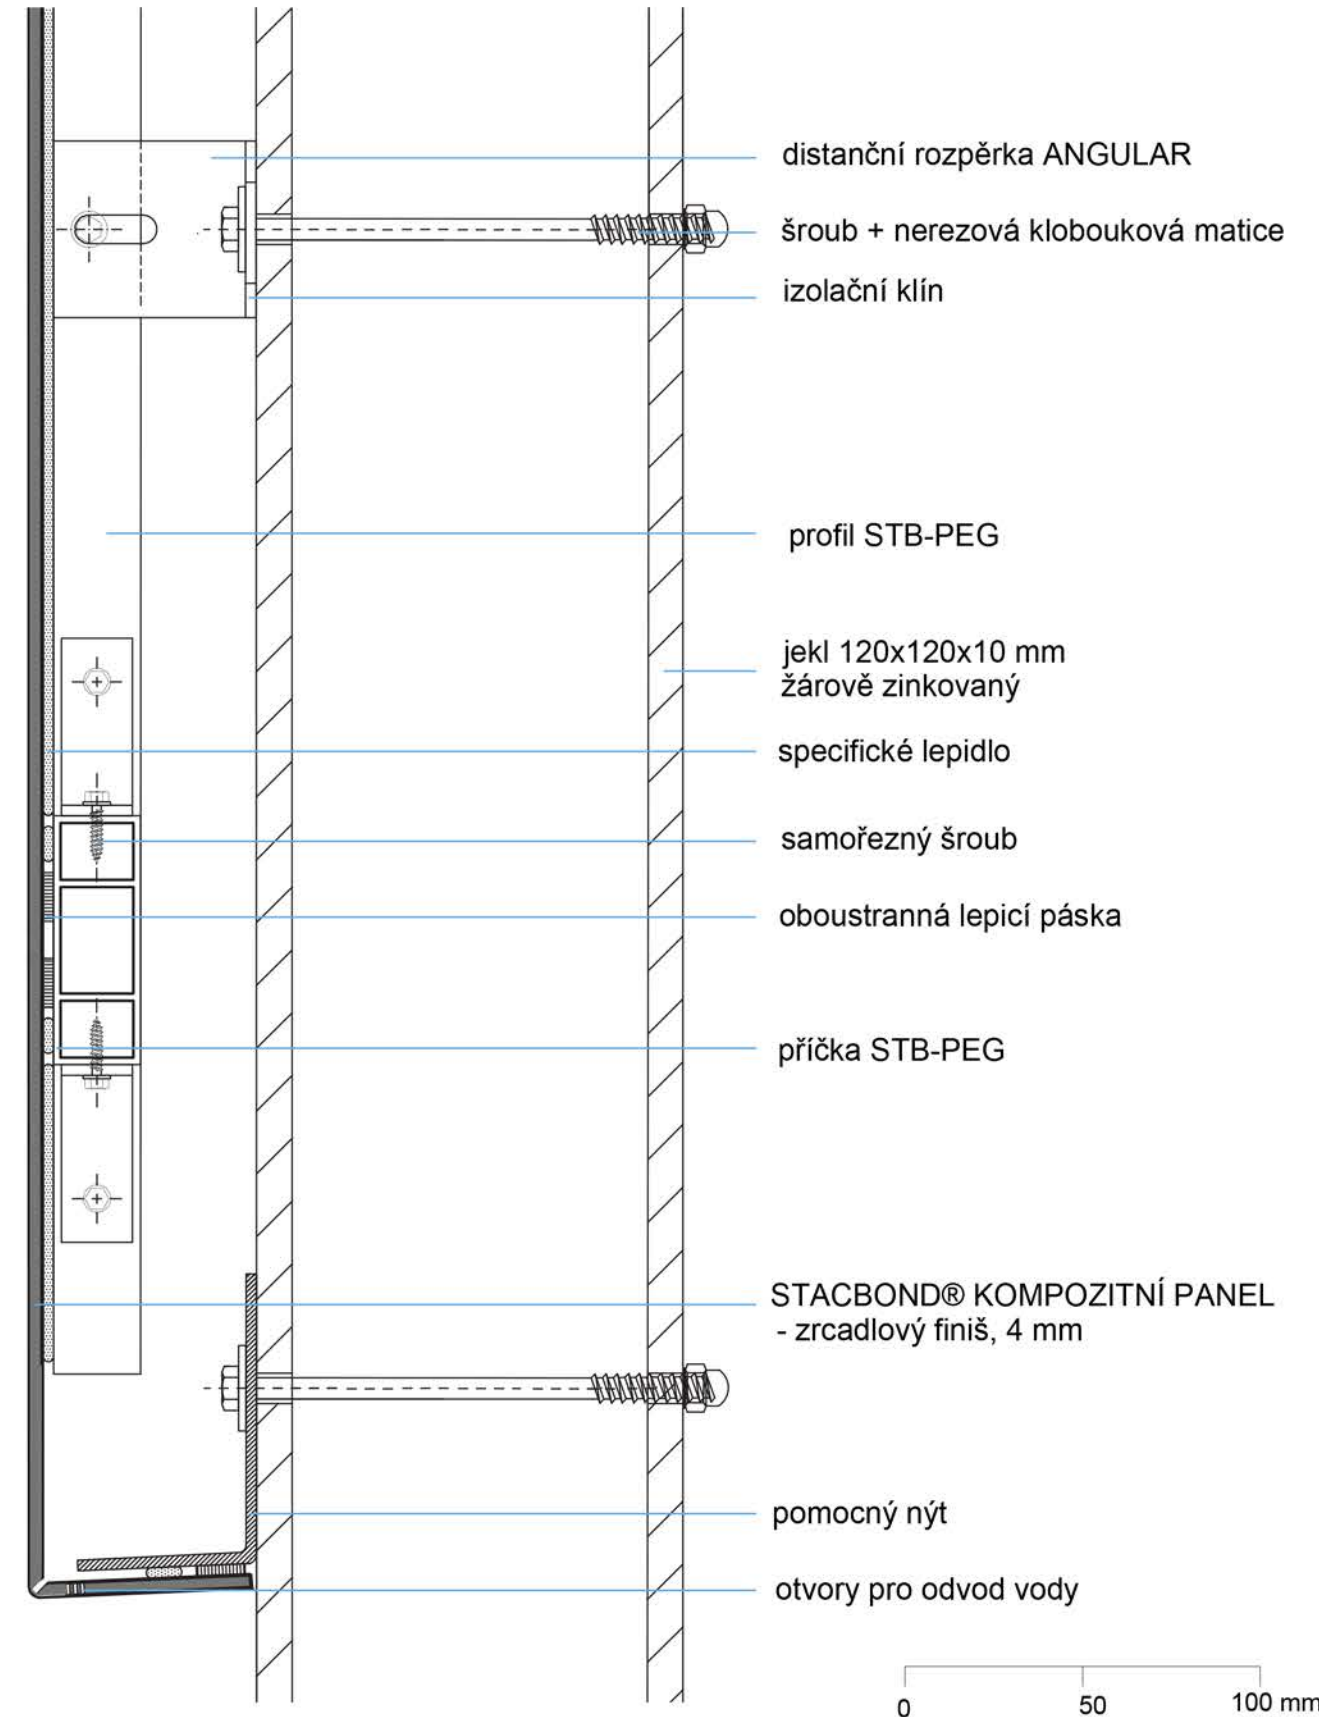 distanční rozpěrka ANGULAR
šroub + nerezová klobouková matice
izolační klín
profil STB-PEG
jekl 120x120x10 mm
žárově zinkovaný
specifické lepidlo
samořezný šroub
oboustranná lepicí páska
příčka STB-PEG
STACBOND® KOMPOZITNÍ PANEL
- zrcadlový finiš, 4 mm
pomocný nýt
otvory pro odvod vody
0 50 100 mm